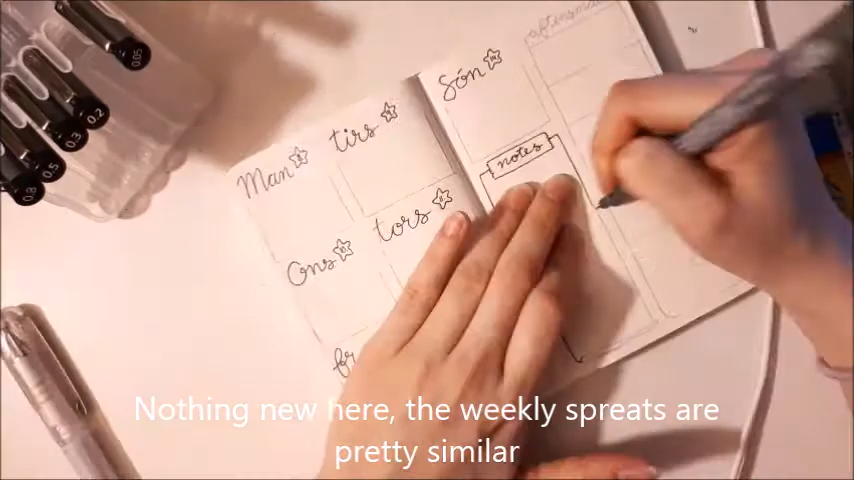 0.05
0.2
0.3
0.5
0.8
Man
tirs
Ons
tors
fr
Søn
notes
Nothing new here, the weekly spreats are
pretty similar